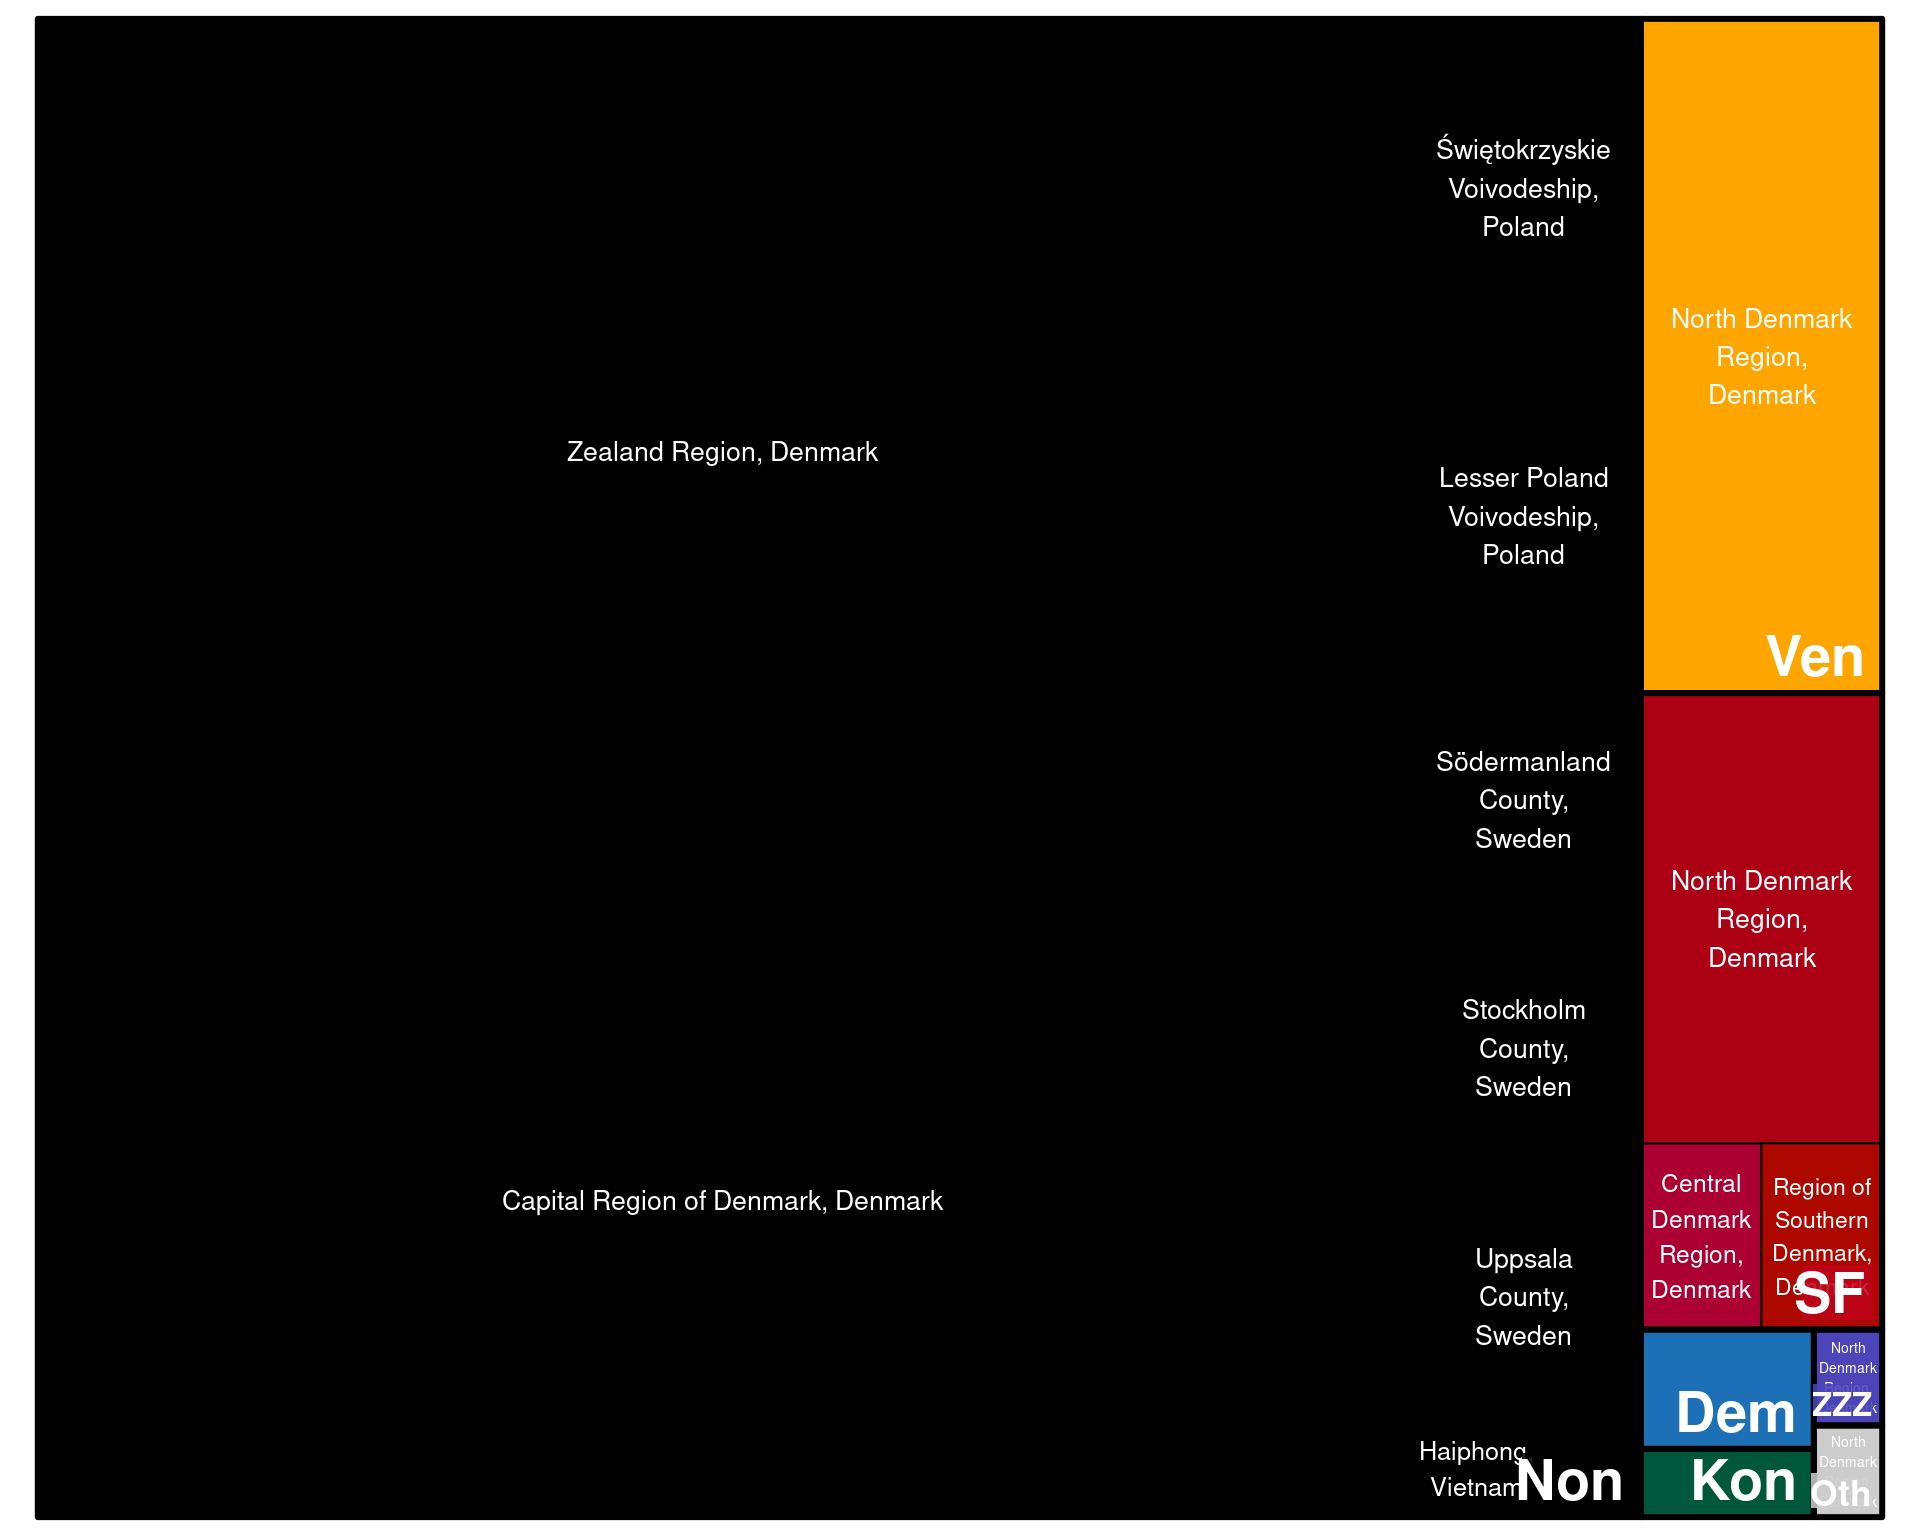 Zealand Region, Denmark
Capital Region of Denmark, Denmark
Świętokrzyskie
Voivodeship,
Poland
Lesser Poland
Voivodeship,
Poland
Södermanland
County,
Sweden
Stockholm
County,
Sweden
Uppsala
County,
Sweden
Haiphong,
Vietnam
Non
North Denmark
Region,
Denmark
Ven
North Denmark
Region,
Denmark
Central
Denmark
Region,
Denmark
Region of
Southern
Denmark,
Denmark
SF
Dem
Kon
North
Denmark
Region,
ZZZ
North
Denmark
Oth